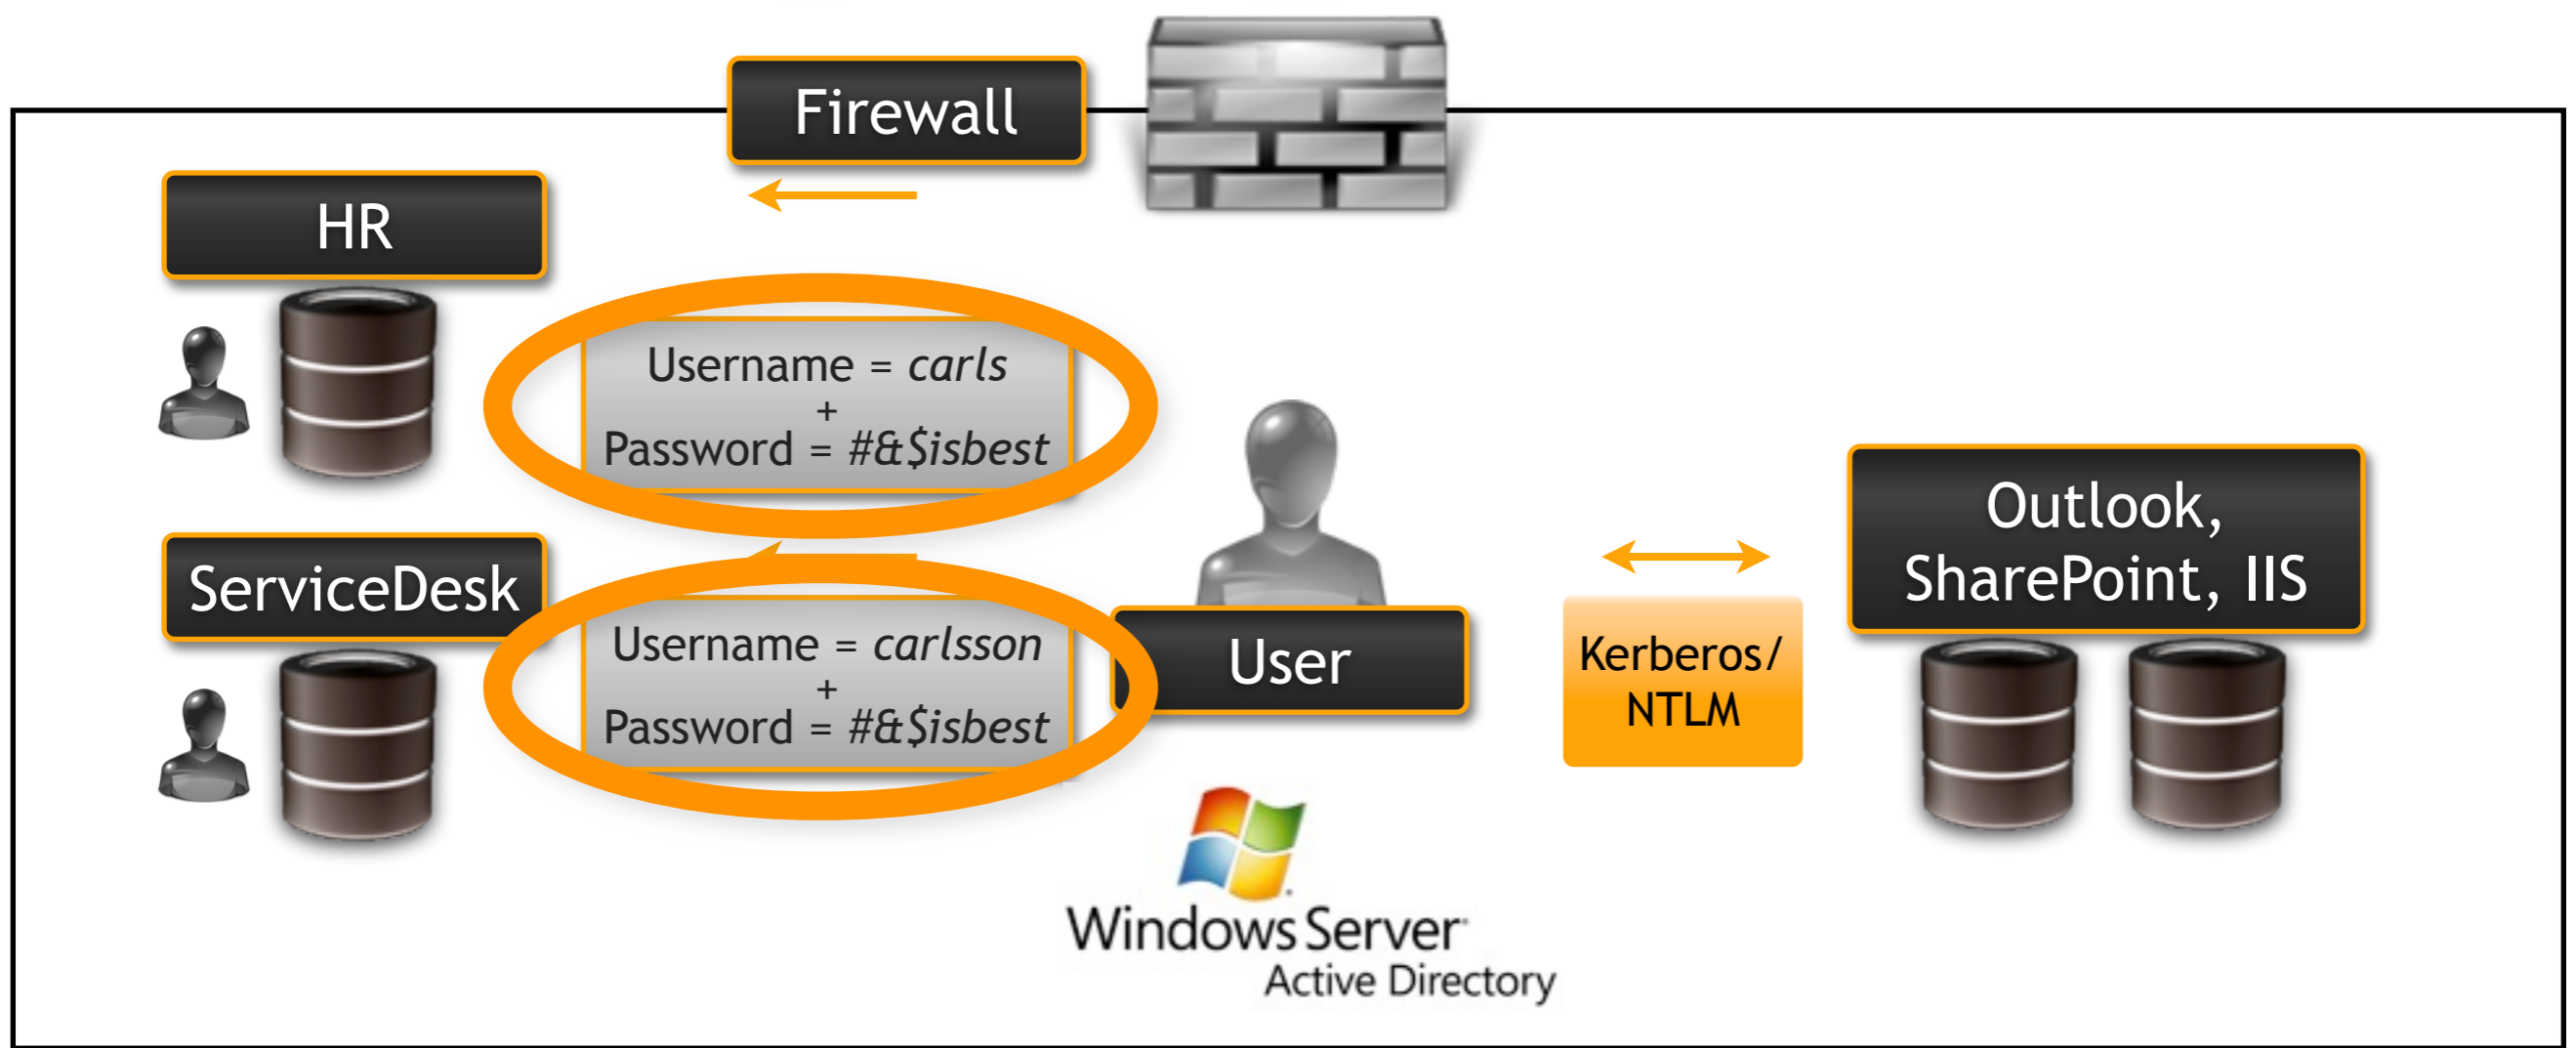 Firewall
HR
Username = carls
+
Password = #&$isbest
ServiceDesk
Username = carlsson
+
Password = #&$isbest
User
Kerberos/
NTLM
Outlook,
SharePoint, IIS
Windows Server
Active Directory